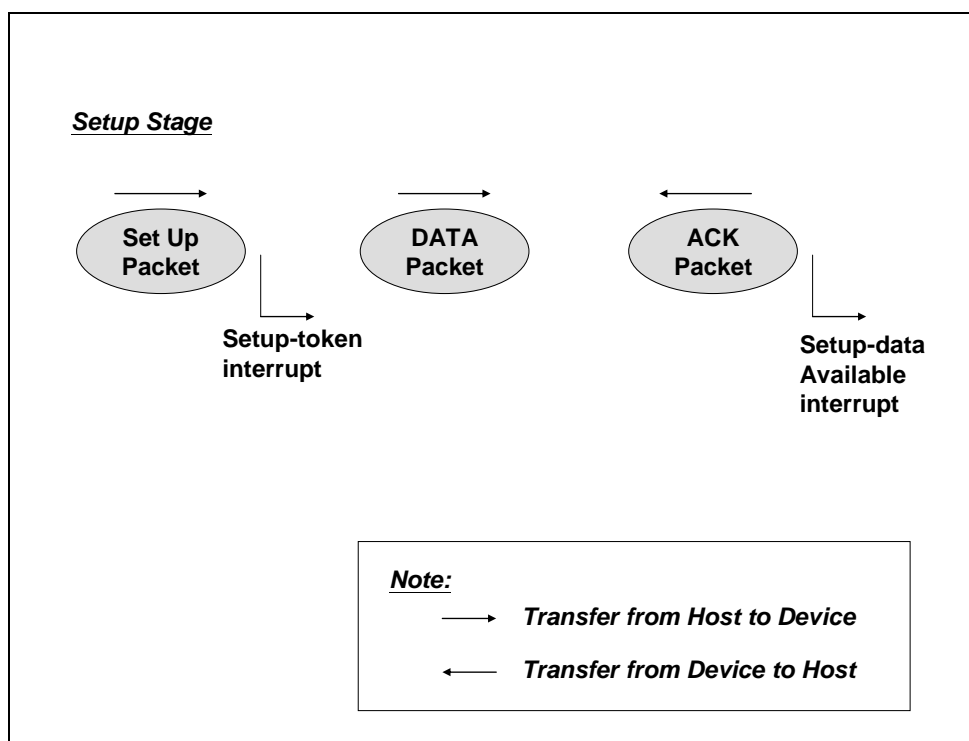 Setup Stage
Set Up
Packet
DATA
Packet
ACK
Packet
Setup-token
interrupt
Setup-data
Available
interrupt
Note:
Transfer from Host to Device
Transfer from Device to Host